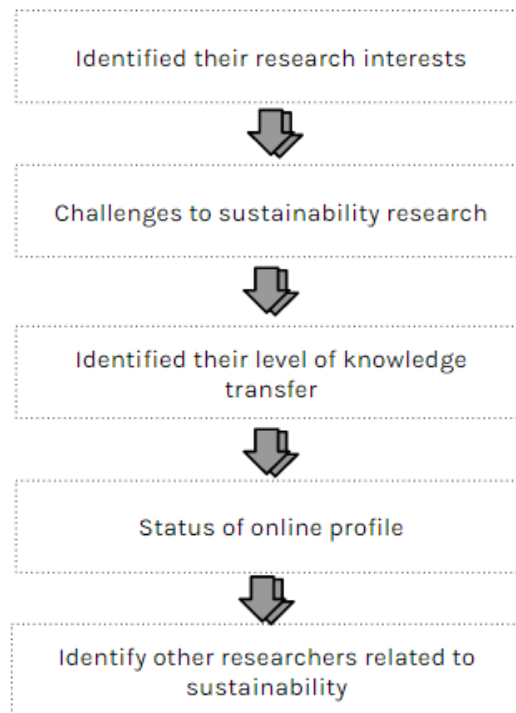 Identified their research interests
Challenges to sustainability research
Identified their level of knowledge
transfer
Status of online profile
Identify other researchers related to
sustainability